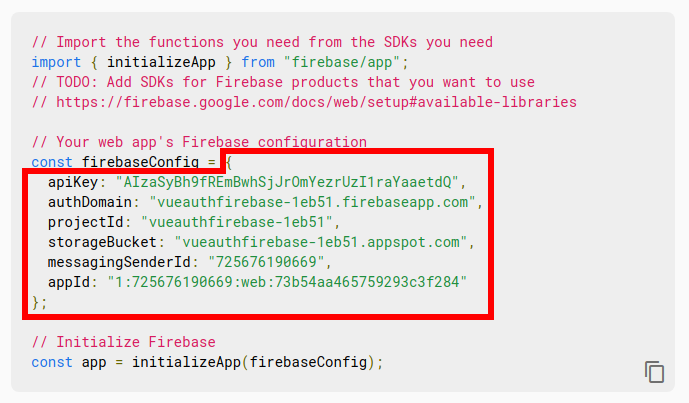 // Import the functions you need from the SDKs you need
import { initializeApp } from "firebase/app";
// TODO: Add SDKs for Firebase products that you want to use
// https://firebase.google.com/docs/web/setup#available-libraries
// Your web app's Firebase configuration
const firebaseConfig = {
apiKey: "AIzaSyBh9fREmBwhSjJrOmYezrUzI1raYaaetdQ",
authDomain: "vueauthfirebase-1eb51.firebaseapp.com",
projectId: "vueauthfirebase-1eb51",
storageBucket: "vueauthfirebase-1eb51.appspot.com",
messagingSenderId: "725676190669",
appId: "1:725676190669:web:73b54aa465759293c3f284"
};
// Initialize Firebase
const app = initializeApp(firebaseConfig);